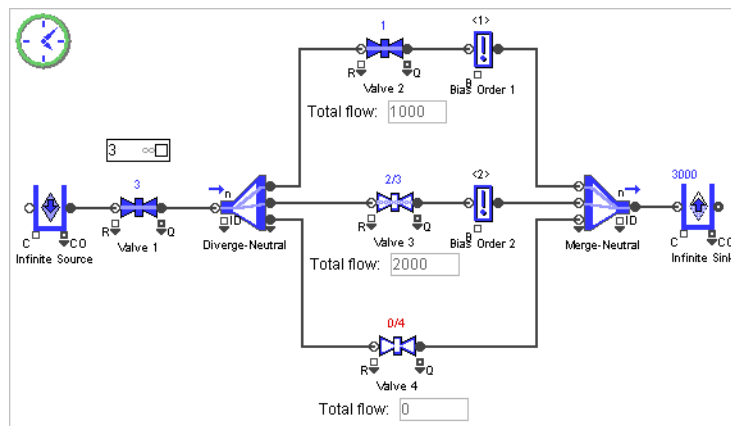 1
<1>
R
Q
B
Valve 2
Bias Order 1
Total flow: 1000
3
3
n
2/3
<2>
n
3000
C
CO
R
Q
ID
R
Q
B
ID
C
CO
Infinite Source
Valve 1
Diverge-Neutral
Valve 3
Bias Order 2
Merge-Neutral
Infinite Sink
Total flow: 2000
0/4
R
Q
Valve 4
Total flow: 0